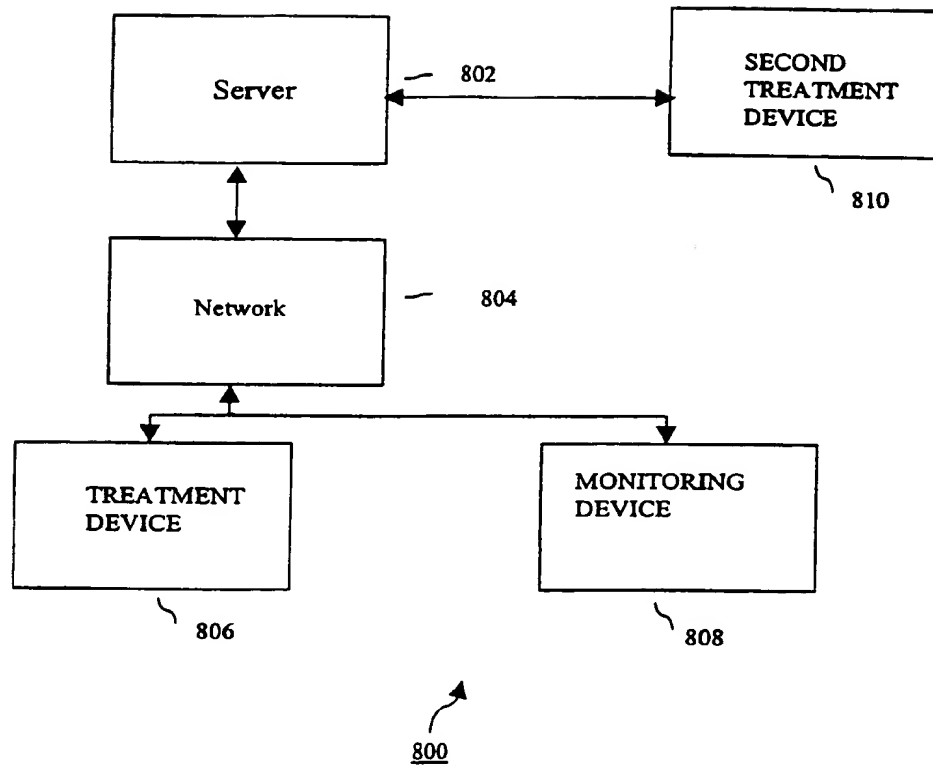 Server
802
SECOND
TREATMENT
DEVICE
810
Network
804
TREATMENT
DEVICE
806
MONITORING
DEVICE
808
800